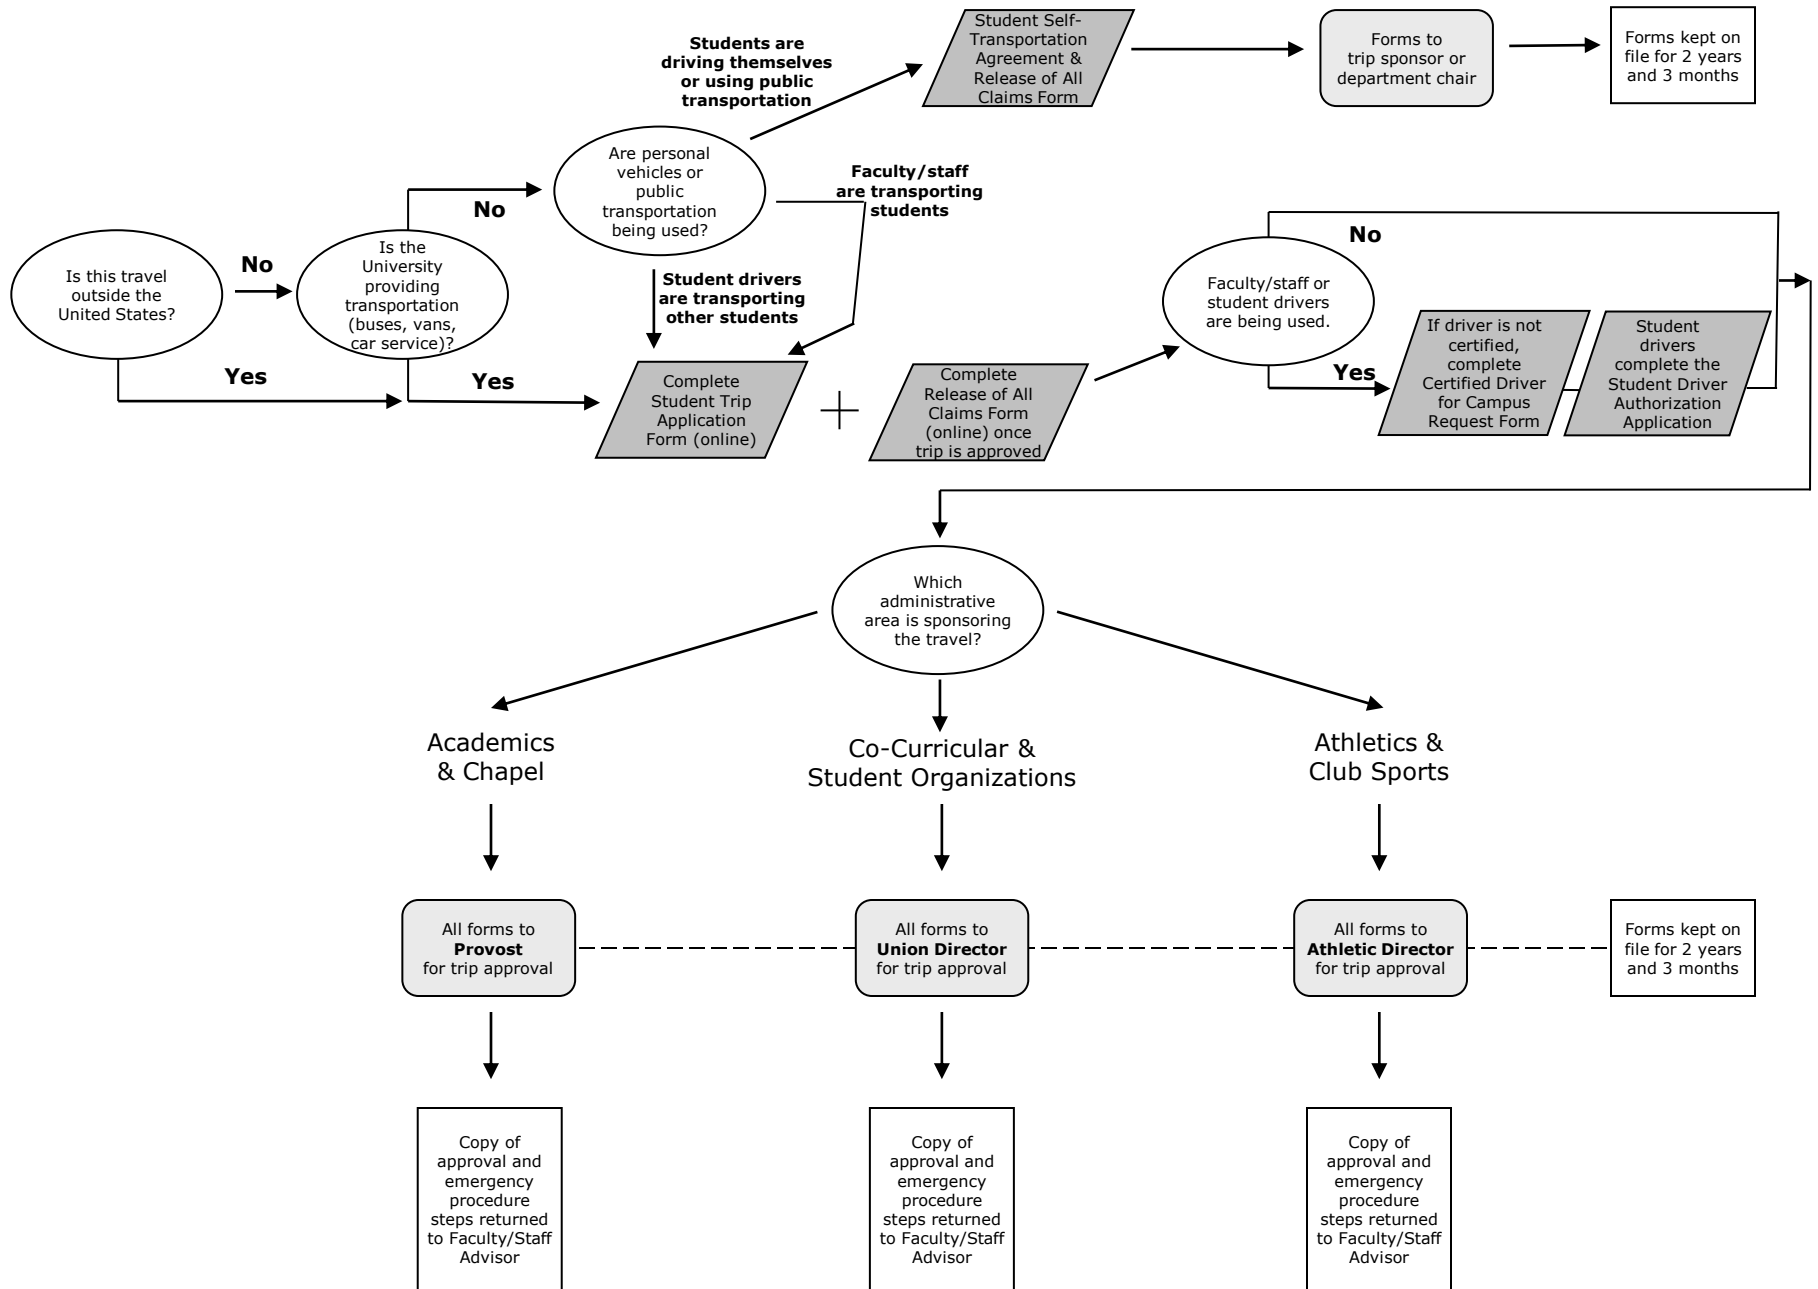 Students are
driving themselves
or using public
transportation
Student Self-
Transportation
Agreement &
Release of All
Claims Form
Forms to
trip sponsor or
department chair
Forms kept on
file for 2 years
and 3 months
Are personal
vehicles or
public
transportation
being used?
No
Faculty/staff
are transporting
students
Is this travel
outside the
United States?
No
Is the
University
providing
transportation
(buses, vans,
car service)?
Student drivers
are transporting
other students
Faculty/staff or
student drivers
are being used.
No
Yes
Yes
Complete
Student Trip
Application
Form (online)
Complete
Release of All
Claims Form
(online) once
trip is approved
Yes
If driver is not
certified,
complete
Certified Driver
for Campus
Request Form
Student
drivers
complete the
Student Driver
Authorization
Application
Which
administrative
area is sponsoring
the travel?
Academics
& Chapel
Co-Curricular &
Student Organizations
Athletics &
Club Sports
All forms to
Provost
for trip approval
All forms to
Union Director
for trip approval
All forms to
Athletic Director
for trip approval
Forms kept on
file for 2 years
and 3 months
Copy of
approval and
emergency
procedure
steps returned
to Faculty/Staff
Advisor
Copy of
approval and
emergency
procedure
steps returned
to Faculty/Staff
Advisor
Copy of
approval and
emergency
procedure
steps returned
to Faculty/Staff
Advisor